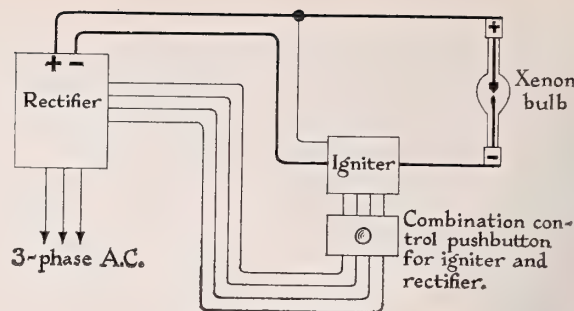 + -
Rectifier
3-phase A.C.
+
-
Xenon
bulb
Igniter
Combination con-
trol pushbutton
for igniter and
rectifier.